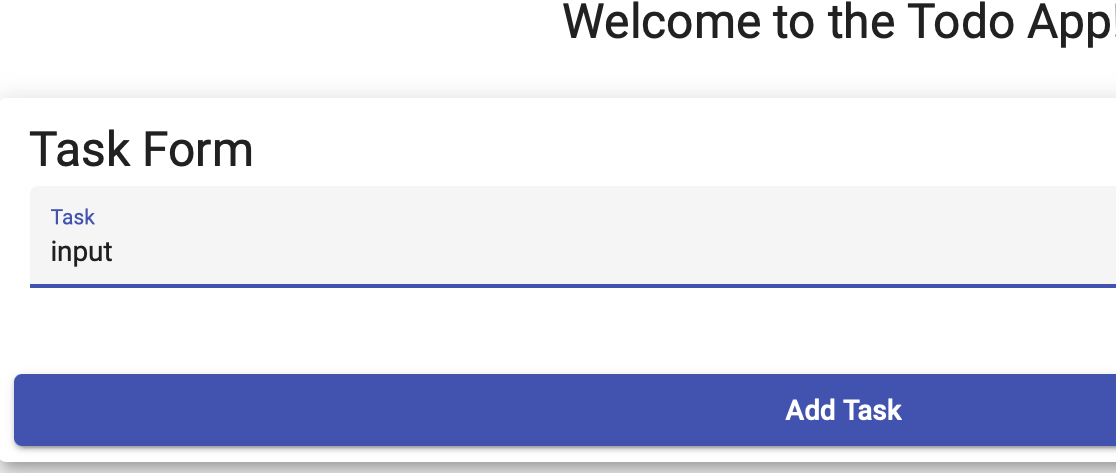 Welcome to the Todo App!
Task Form
Task
input
Add Task